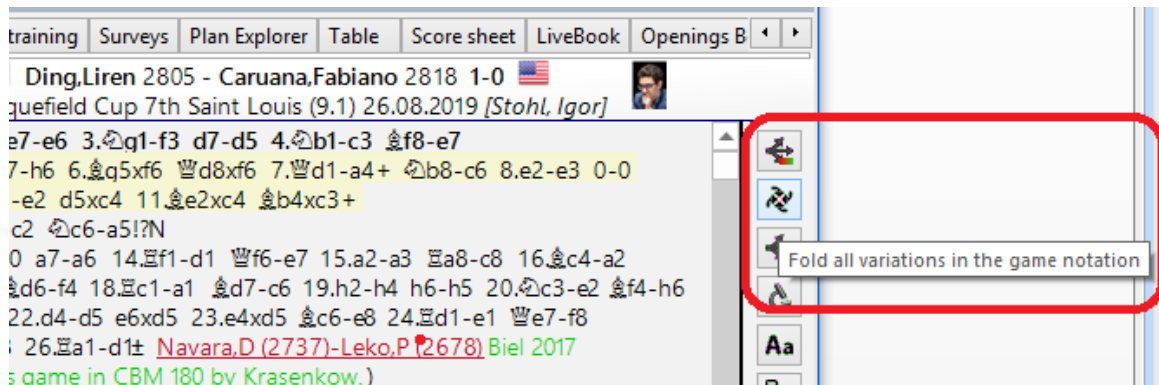 training Surveys Plan Explorer Table Score sheet LiveBook Openings B
Ding,Liren 2805 - Caruana,Fabiano 2818 1-0
quefield Cup 7th Saint Louis (9.1) 26.08.2019 [Stohl, Igor]
e7-e6 3.♘g1-f3 d7-d5 4.♘b1-c3 ♗f8-e7
7-h6 6.♗g5xf6 ♕d8xf6 7.♕d1-a4+ ♘b8-c6 8.e2-e3 0-0
-e2 d5xc4 11.♗e2xc4 ♗b4xc3+
c2 ♘c6-a5!?N
0 a7-a6 14.♖f1-d1 ♕f6-e7 15.a2-a3 ♖a8-c8 16.♗c4-a2
♗d6-f4 18.♖c1-a1 ♗d7-c6 19.h2-h4 h6-h5 20.♘c3-e2 ♗f4-h6
22.d4-d5 e6xd5 23.e4xd5 ♗c6-e8 24.♖d1-e1 ♕e7-f8
26.♖a1-d1± Navara,D (2737)-Leko,P (2678) Biel 2017
s game in CBM 180 by Krasenkow.)
Fold all variations in the game notation
Aa